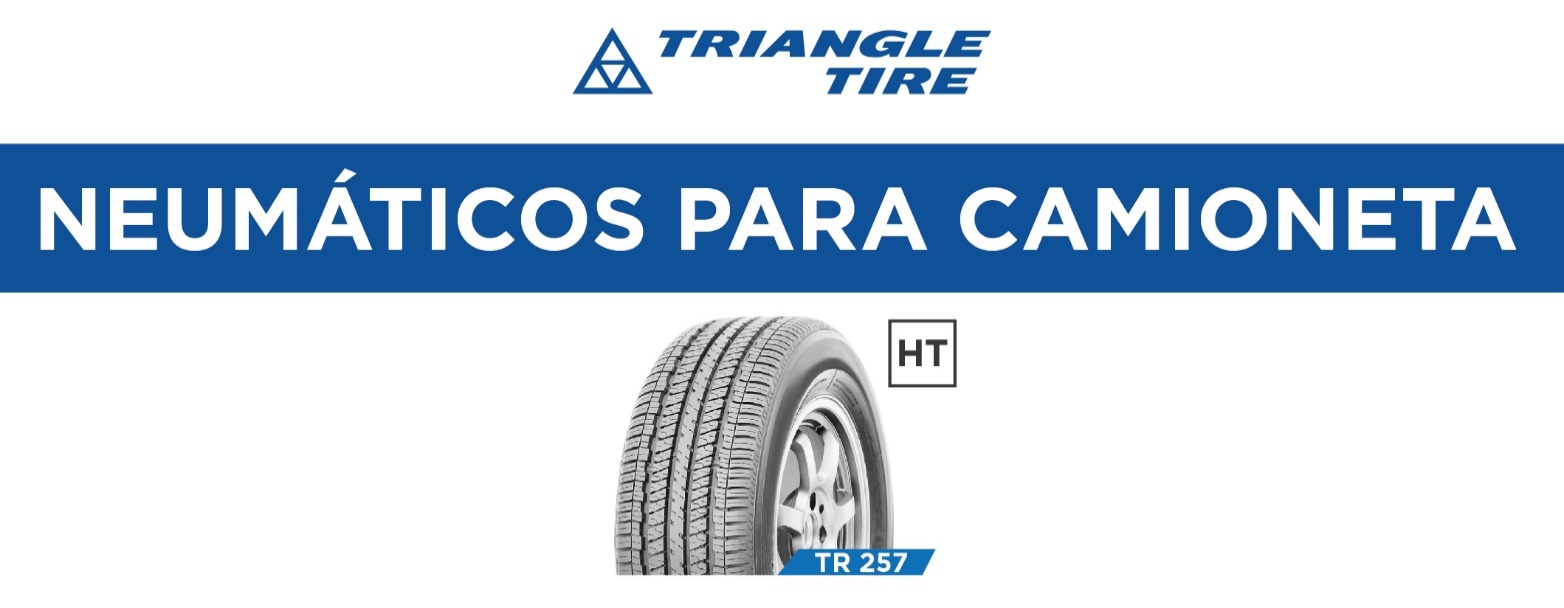 TRIANGLE
TIRE
NEUMÁTICOS PARA CAMIONETA
HT
TR 257